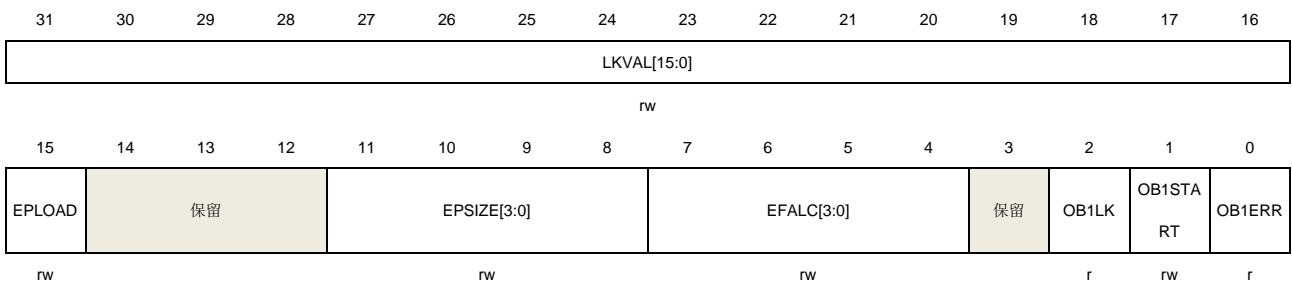 31 30 29 28 27 26 25 24 23 22 21 20 19 18 17 16
LKVAL[15:0]
rw
15 14 13 12 11 10 9 8 7 6 5 4 3 2 1 0
EPLOAD 保留 EPSIZE[3:0] EFALC[3:0] 保留 OB1LK OB1STA
RT OB1ERR
rw rw rw r rw r